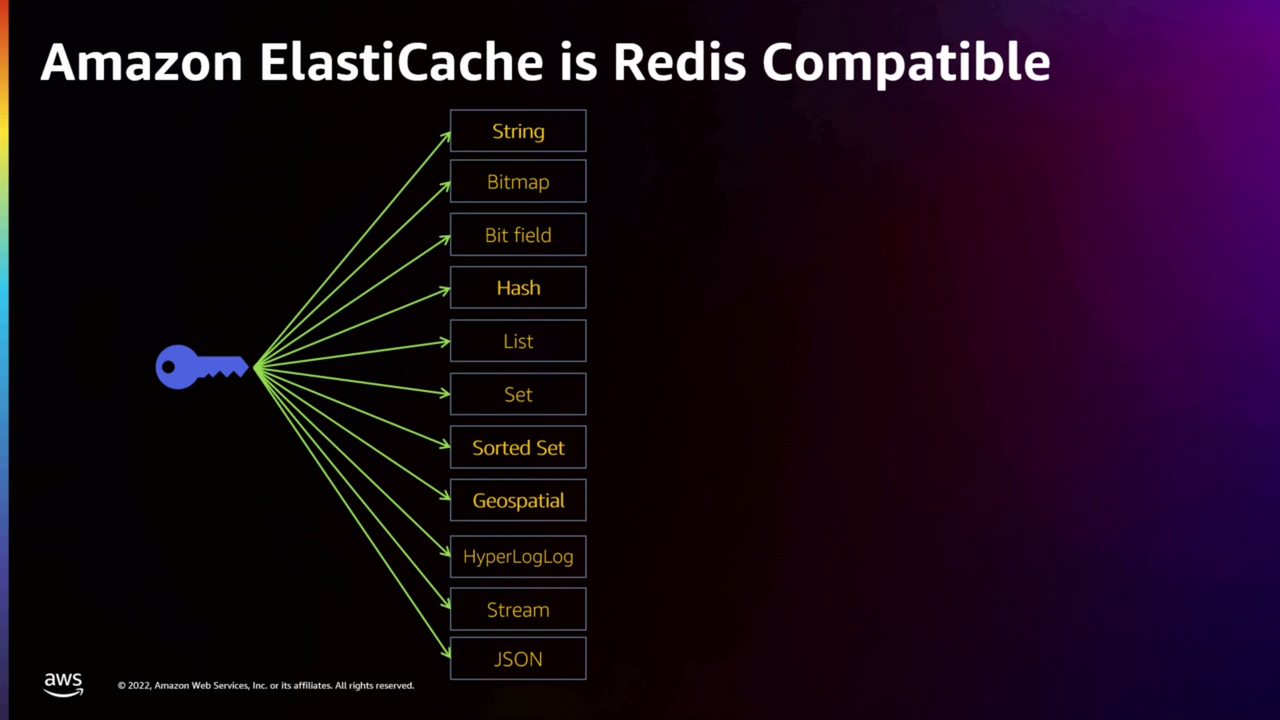 Amazon ElastiCache is Redis Compatible
String
Bitmap
Bit field
Hash
List
Set
Sorted Set
Geospatial
HyperLogLog
Stream
JSON
aws
© 2022, Amazon Web Services, Inc. or its affiliates. All rights reserved.